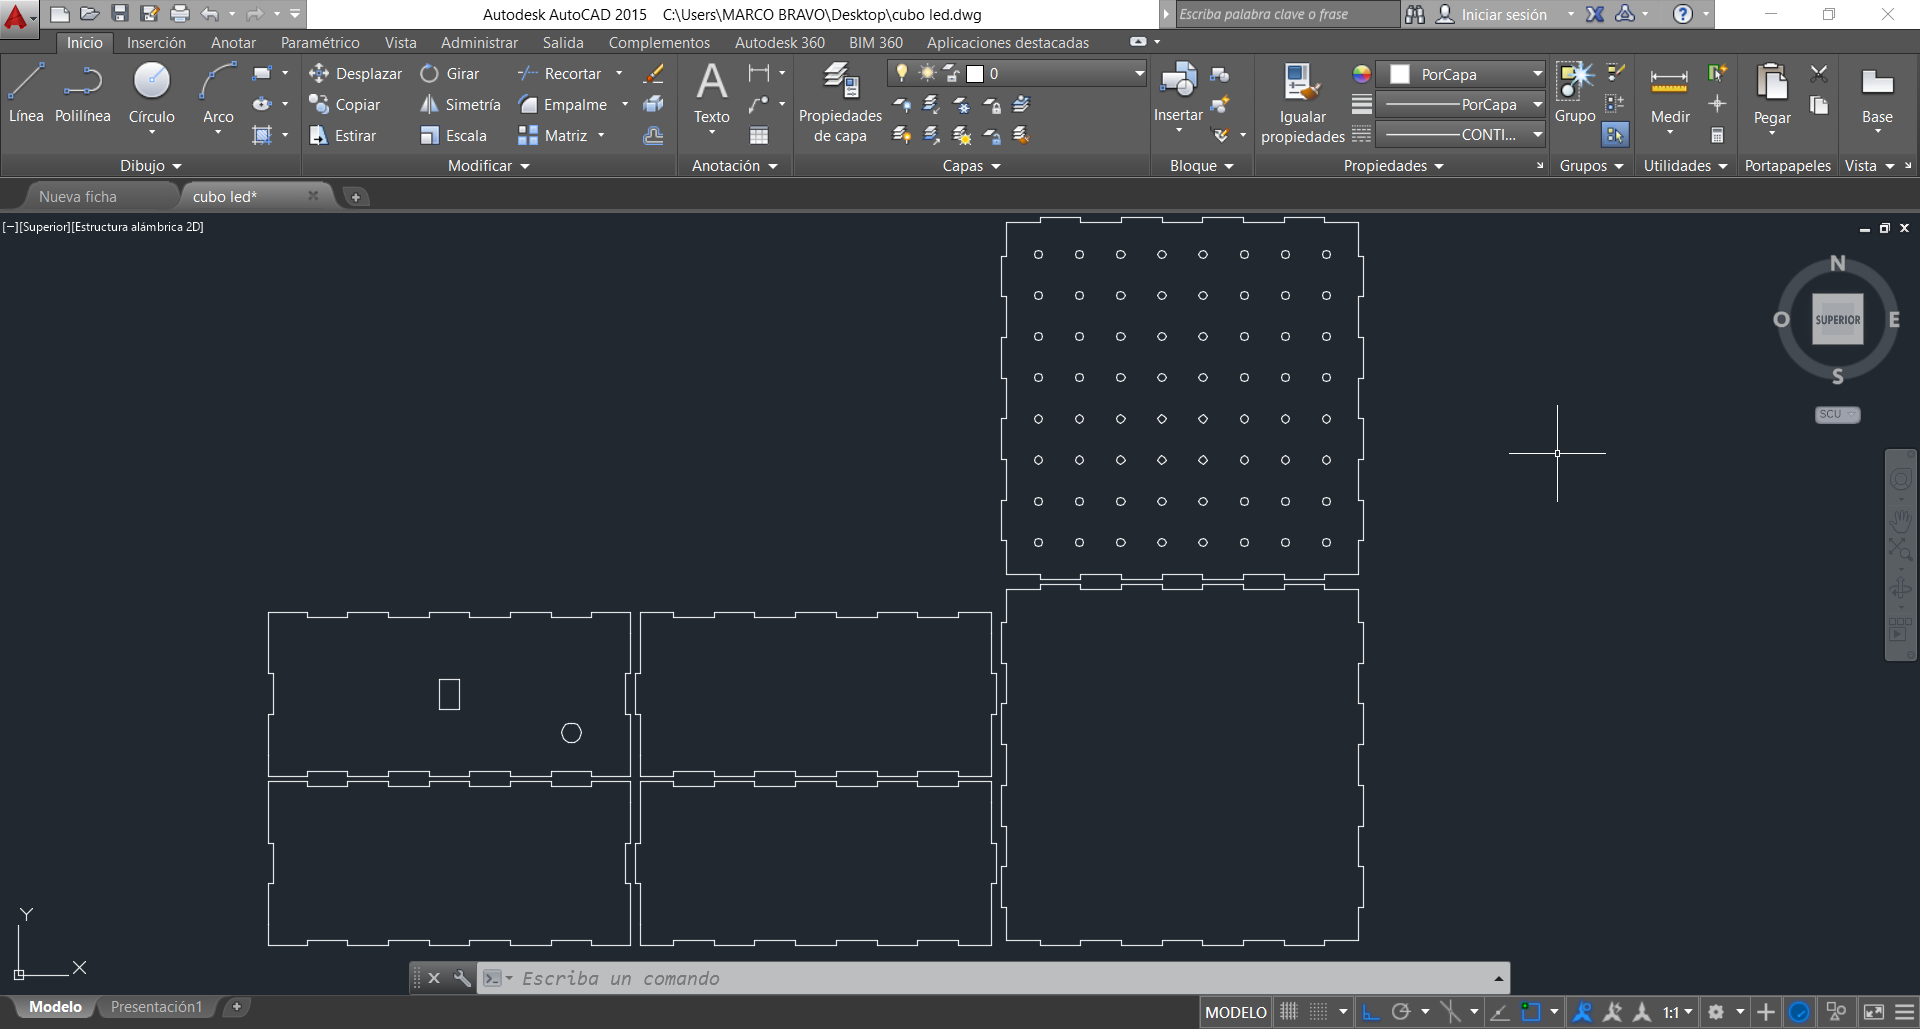 Autodesk AutoCAD 2015 C:\Users\MARCO BRAVO\Desktop\cubo led.dwg
Escriba palabra clave o frase
Iniciar sesión
Inicio Inserción Anotar Paramétrico Vista Administrar Salida Complementos Autodesk 360 BIM 360 Aplicaciones destacadas
Línea
Polilínea
Círculo
Arco
Dibujo
Desplazar Girar Recortar
Copiar Simetría Empalme
Estirar Escala Matriz
Modificar
Texto
Anotación
Propiedades
de capa
0
Capas
Insertar
Bloque
Igualar
propiedades
PorCapa
PorCapa
CONTI...
Propiedades
Grupo
Grupos
Medir
Utilidades
Pegar
Portapapeles
Base
Vista
Nueva ficha
cubo led*
[−][Superior][Estructura alámbrica 2D]
N
O SUPERIOR E
S
SCU
Y
X
Escriba un comando
Modelo Presentación1
MODELO
1:1